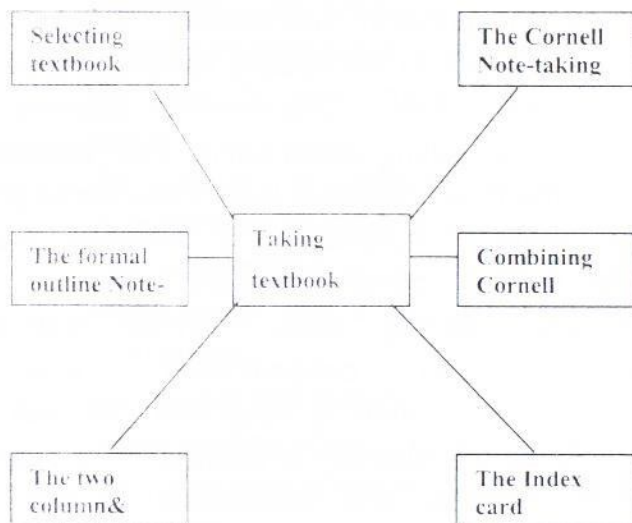 Selecting
textbook
The Cornell
Note-taking
The formal
outline Note-
Taking
textbook
Combining
Cornell
The two
column&
The Index
card